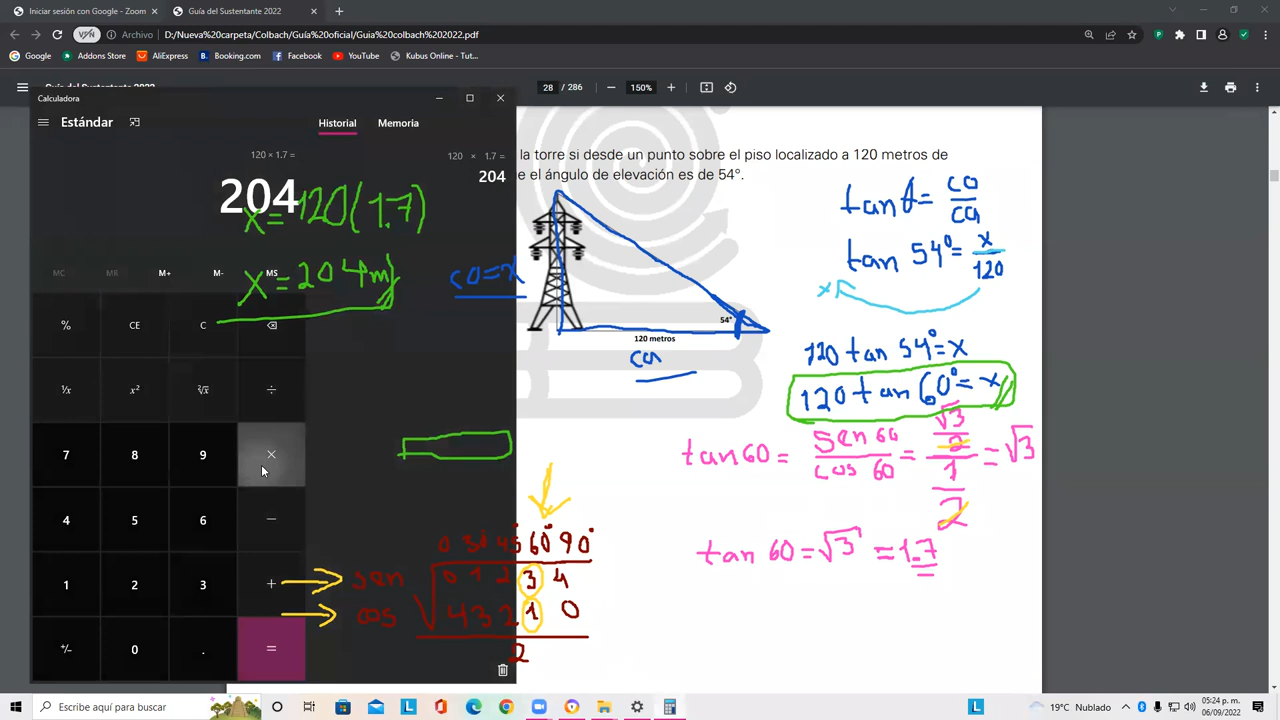 Iniciar sesión con Google - Zoom
Guía del Sustentante 2022
VPN
Archivo
D:/Nueva%20carpeta/Colbach/Guía%20oficial/Guia%20colbach%202022.pdf
Google
Addons Store
AliExpress
Booking.com
Facebook
YouTube
Kubus Online - Tut...
28 / 286
150%
Calculadora
Estándar
Historial
Memoria
120 × 1.7 =
204
120 × 1.7 =
204
MC MR M+ M- MS
% CE C
¹/x x² ²√x ÷
7 8 9 ×
4 5 6 −
1 2 3 +
+/- 0 . =
x = 120(1.7)
x = 204 m
la torre si desde un punto sobre el piso localizado a 120 metros de
e el ángulo de elevación es de 54°.
co=x
54°
120 metros
ca
tan θ = co/ca
tan 54° = x/120
x
120 tan 54° = x
120 tan 60° = x
tan 60 = sen 60/cos 60 = (√3/2)/(1/2) = √3
tan 60 = √3 = 1.7
0 30 45 60° 90°
sen 0 1 2 3 4
cos √ 4 3 2 1 0
2
Escribe aquí para buscar
19°C Nublado
05:24 p. m.
06/09/2022